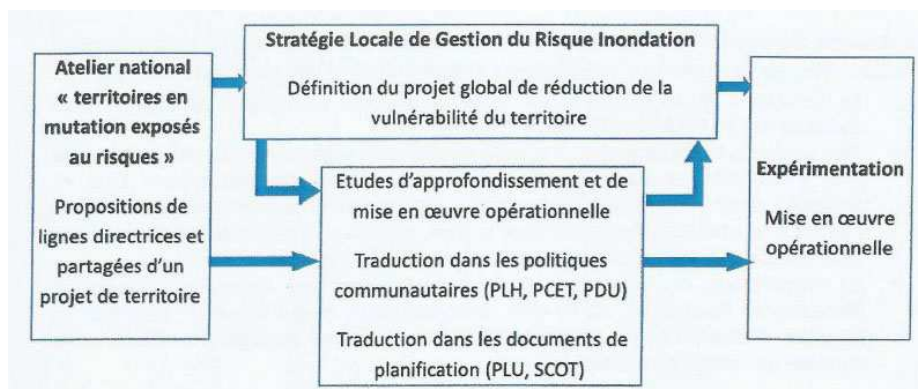 Atelier national
« territoires en
mutation exposés
au risques »
Propositions de
lignes directrices et
partagées d'un
projet de territoire
Stratégie Locale de Gestion du Risque Inondation
Définition du projet global de réduction de la
vulnérabilité du territoire
Etudes d'approfondissement et de
mise en œuvre opérationnelle
Traduction dans les politiques
communautaires (PLH, PCET, PDU)
Traduction dans les documents de
planification (PLU, SCOT)
Expérimentation
Mise en œuvre
opérationnelle